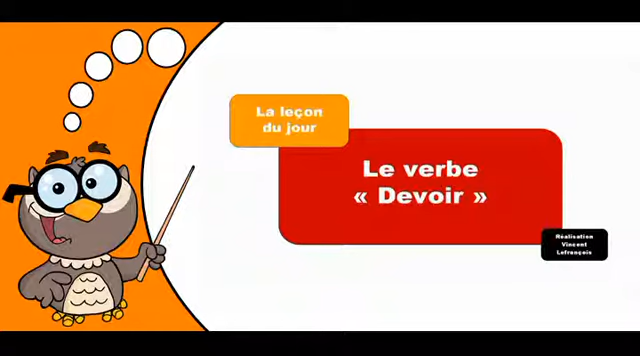 La leçon
du jour
Le verbe
« Devoir »
Réalisation
Vincent
Lefrançois